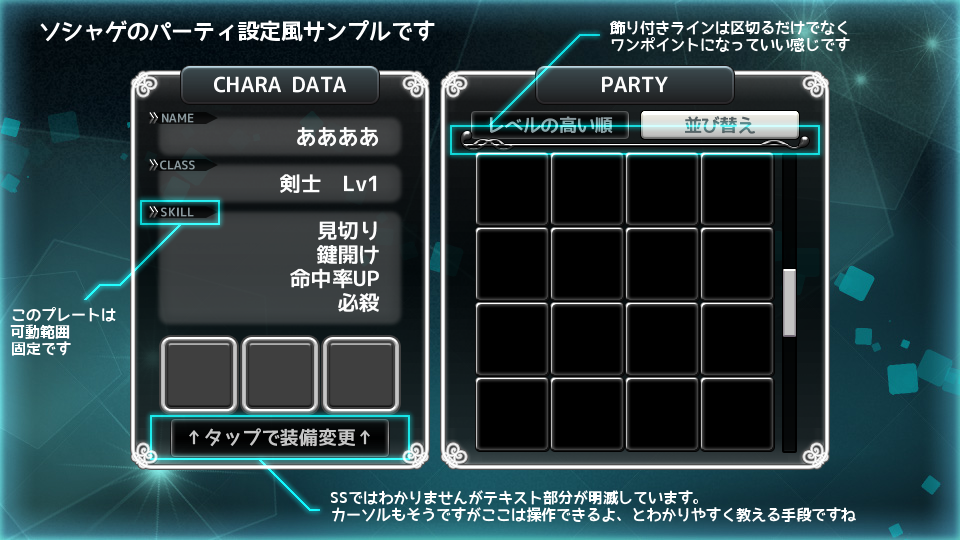 ソシャゲのパーティ設定風サンプルです
飾り付きラインは区切るだけでなく
ワンポイントになっていい感じです
CHARA DATA
NAME
ああああ
CLASS
剣士 Lv1
SKILL
見切り
鍵開け
命中率UP
必殺
このプレートは
可動範囲
固定です
↑タップで装備変更↑
PARTY
レベルの高い順
並び替え
SSではわかりませんがテキスト部分が明滅しています。
カーソルもそうですがここは操作できるよ、とわかりやすく教える手段ですね